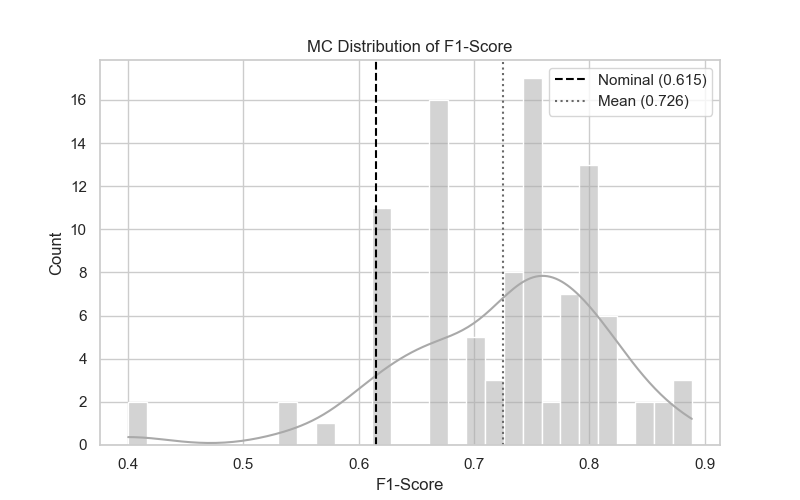 MC Distribution of F1-Score
Nominal (0.615)
Mean (0.726)
Count
16
14
12
10
8
6
4
2
0
0.4 0.5 0.6 0.7 0.8 0.9
F1-Score